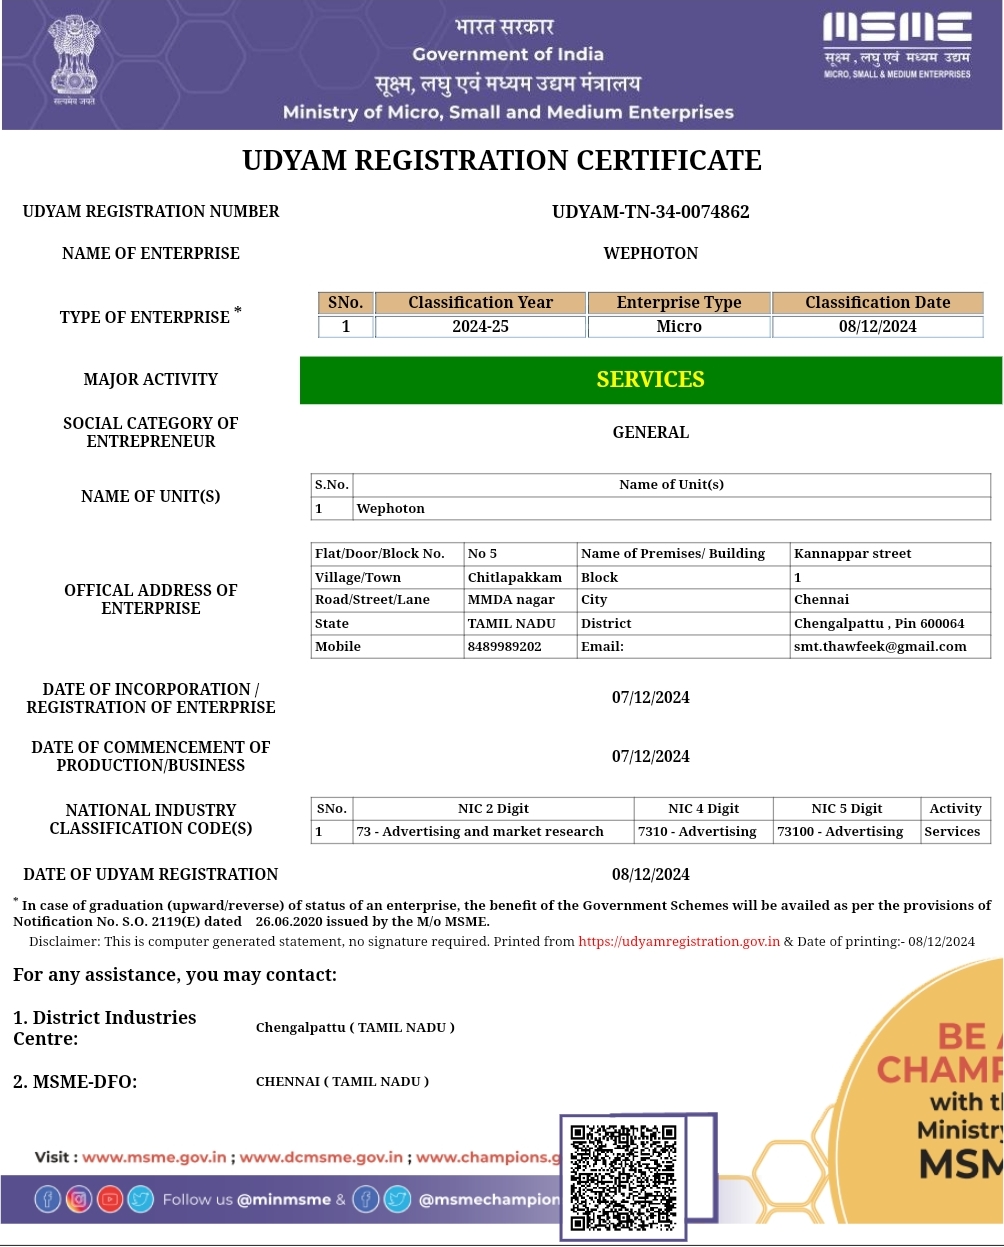 भारत सरकार
Government of India
सूक्ष्म, लघु एवं मध्यम उद्यम मंत्रालय
Ministry of Micro, Small and Medium Enterprises
सत्यमेव जयते
MSME
सूक्ष्म , लघु एवं मध्यम उद्यम
MICRO, SMALL & MEDIUM ENTERPRISES
UDYAM REGISTRATION CERTIFICATE
UDYAM REGISTRATION NUMBER UDYAM-TN-34-0074862
NAME OF ENTERPRISE WEPHOTON
TYPE OF ENTERPRISE *
SNo. Classification Year Enterprise Type Classification Date
1 2024-25 Micro 08/12/2024
MAJOR ACTIVITY SERVICES
SOCIAL CATEGORY OF
ENTREPRENEUR
GENERAL
NAME OF UNIT(S)
S.No. Name of Unit(s)
1 Wephoton
OFFICAL ADDRESS OF
ENTERPRISE
Flat/Door/Block No. No 5 Name of Premises/ Building Kannappar street
Village/Town Chitlapakkam Block 1
Road/Street/Lane MMDA nagar City Chennai
State TAMIL NADU District Chengalpattu , Pin 600064
Mobile 8489989202 Email: smt.thawfeek@gmail.com
DATE OF INCORPORATION /
REGISTRATION OF ENTERPRISE
07/12/2024
DATE OF COMMENCEMENT OF
PRODUCTION/BUSINESS
07/12/2024
NATIONAL INDUSTRY
CLASSIFICATION CODE(S)
SNo. NIC 2 Digit NIC 4 Digit NIC 5 Digit Activity
1 73 - Advertising and market research 7310 - Advertising 73100 - Advertising Services
DATE OF UDYAM REGISTRATION 08/12/2024
* In case of graduation (upward/reverse) of status of an enterprise, the benefit of the Government Schemes will be availed as per the provisions of
Notification No. S.O. 2119(E) dated 26.06.2020 issued by the M/o MSME.
Disclaimer: This is computer generated statement, no signature required. Printed from https://udyamregistration.gov.in & Date of printing:- 08/12/2024
For any assistance, you may contact:
1. District Industries
Centre:
Chengalpattu ( TAMIL NADU )
2. MSME-DFO: CHENNAI ( TAMIL NADU )
BE A
CHAMP
with th
Ministry
MSM
Visit : www.msme.gov.in ; www.dcmsme.gov.in ; www.champions.g
Follow us @minmsme & @msmechampion